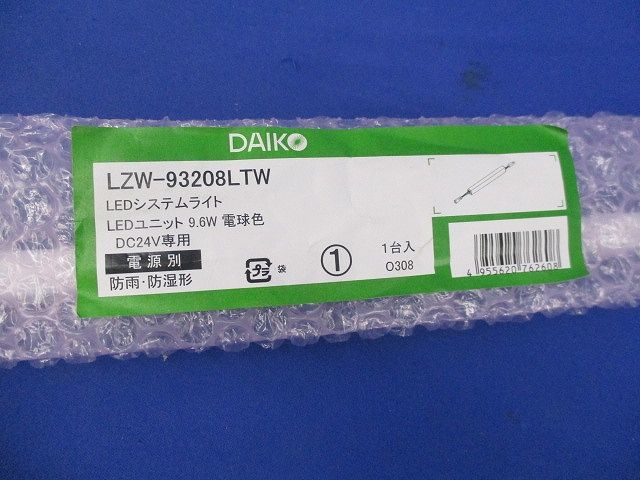 DAIKO
LZW-93208LTW
LEDシステムライト
LEDユニット 9.6W 電球色
DC24V専用
電源別
防雨・防湿形
プラ 袋
①
1台入
O308
4 955620 762608